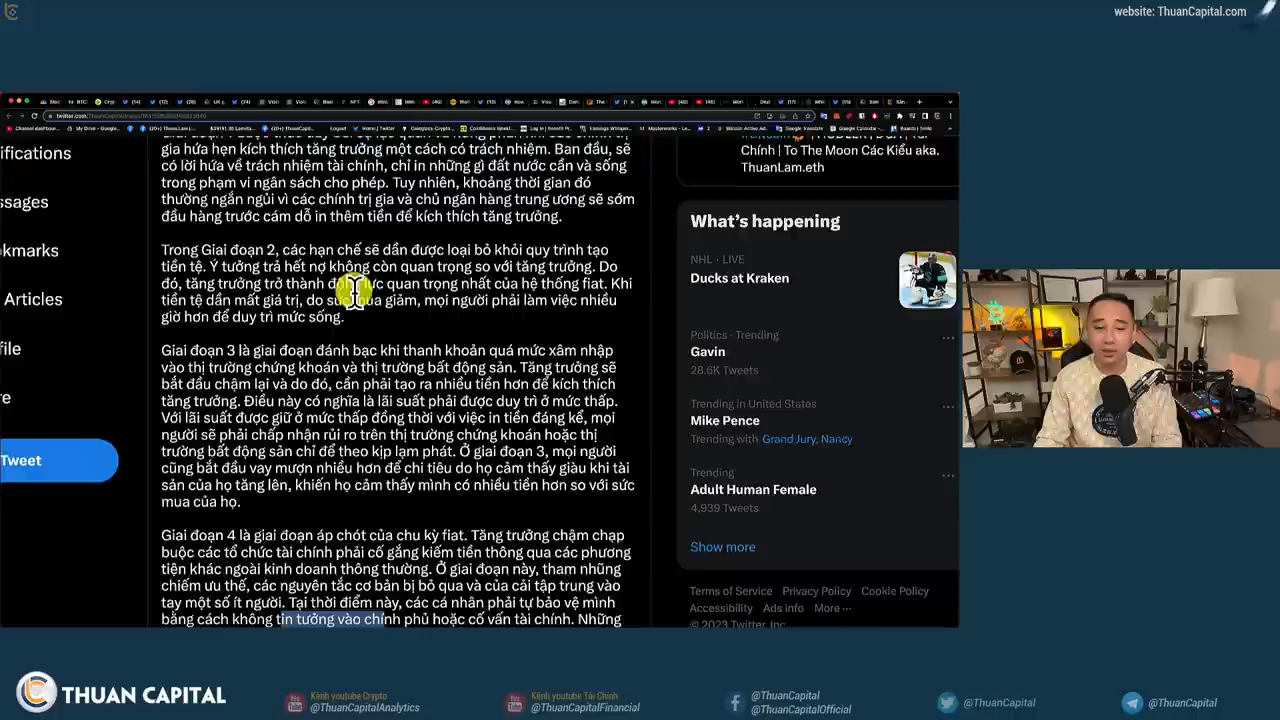 website: ThuanCapital.com
gia hứa hẹn kích thích tăng trưởng một cách có trách nhiệm. Ban đầu, sẽ
có lời hứa về trách nhiệm tài chính, chỉ in những gì đất nước cần và sống
trong phạm vi ngân sách cho phép. Tuy nhiên, khoảng thời gian đó
thường ngắn ngủi vì các chính trị gia và chủ ngân hàng trung ương sẽ sớm
đầu hàng trước cám dỗ in thêm tiền để kích thích tăng trưởng.
Trong Giai đoạn 2, các hạn chế sẽ dần được loại bỏ khỏi quy trình tạo
tiền tệ. Ý tưởng trả hết nợ không còn quan trọng so với tăng trưởng. Do
đó, tăng trưởng trở thành lực quan trọng nhất của hệ thống fiat. Khi
tiền tệ dần mất giá trị, do sức mua giảm, mọi người phải làm việc nhiều
giờ hơn để duy trì mức sống.
Giai đoạn 3 là giai đoạn đánh bạc khi thanh khoản quá mức xâm nhập
vào thị trường chứng khoán và thị trường bất động sản. Tăng trưởng sẽ
bắt đầu chậm lại và do đó, cần phải tạo ra nhiều tiền hơn để kích thích
tăng trưởng. Điều này có nghĩa là lãi suất phải được duy trì ở mức thấp.
Với lãi suất được giữ ở mức thấp đồng thời với việc in tiền đáng kể, mọi
người sẽ phải chấp nhận rủi ro trên thị trường chứng khoán hoặc thị
trường bất động sản chỉ để theo kịp lạm phát. Ở giai đoạn 3, mọi người
cũng bắt đầu vay mượn nhiều hơn để chi tiêu do họ cảm thấy giàu khi tài
sản của họ tăng lên, khiến họ cảm thấy mình có nhiều tiền hơn so với sức
mua của họ.
Giai đoạn 4 là giai đoạn áp chót của chu kỳ fiat. Tăng trưởng chậm chạp
buộc các tổ chức tài chính phải cố gắng kiếm tiền thông qua các phương
tiện khác ngoài kinh doanh thông thường. Ở giai đoạn này, tham nhũng
chiếm ưu thế, các nguyên tắc cơ bản bị bỏ qua và của cải tập trung vào
tay một số ít người. Tại thời điểm này, các cá nhân phải tự bảo vệ mình
bằng cách không tin tưởng vào chính phủ hoặc cố vấn tài chính. Những
ifications
ssages
kmarks
Articles
file
re
Tweet
Chính | To The Moon Các Kiểu aka.
ThuanLam.eth
What's happening
NHL · LIVE
Ducks at Kraken
Politics · Trending
Gavin
28.6K Tweets
Trending in United States
Mike Pence
Trending with Grand Jury, Nancy
Trending
Adult Human Female
4,939 Tweets
Show more
Terms of Service Privacy Policy Cookie Policy
Accessibility Ads info More ···
© 2023 Twitter, Inc.
THUAN CAPITAL
Kênh youtube Crypto
@ThuanCapitalAnalytics
Kênh youtube Tài Chính
@ThuanCapitalFinancial
@ThuanCapital
@ThuanCapitalOfficial
@ThuanCapital
@ThuanCapital